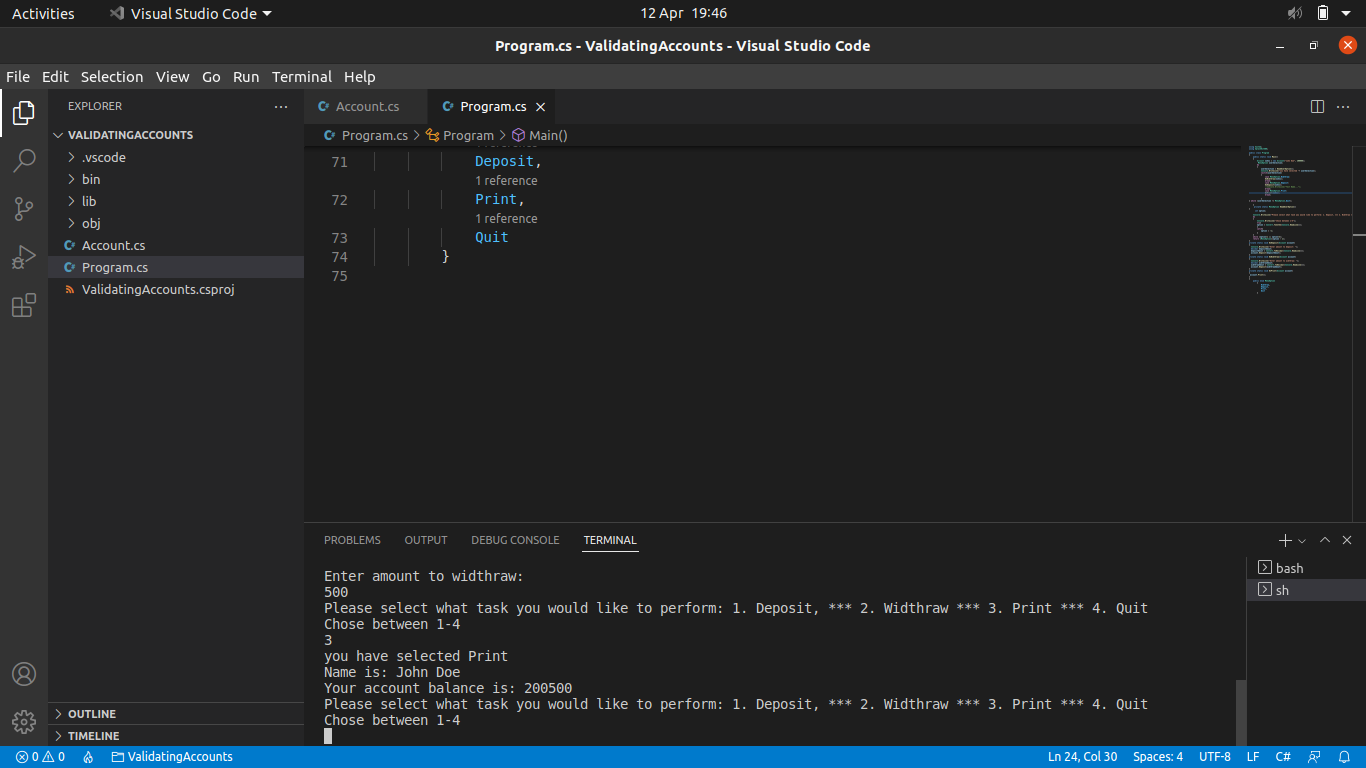 Activities Visual Studio Code 12 Apr 19:46
Program.cs - ValidatingAccounts - Visual Studio Code
File Edit Selection View Go Run Terminal Help
EXPLORER
VALIDATINGACCOUNTS
.vscode
bin
lib
obj
Account.cs
Program.cs
ValidatingAccounts.csproj
OUTLINE
TIMELINE
Account.cs Program.cs
Program.cs > Program > Main()
71 Deposit,
1 reference
72 Print,
1 reference
73 Quit
74 }
75
PROBLEMS OUTPUT DEBUG CONSOLE TERMINAL
Enter amount to widthraw:
500
Please select what task you would like to perform: 1. Deposit, *** 2. Widthraw *** 3. Print *** 4. Quit
Chose between 1-4
3
you have selected Print
Name is: John Doe
Your account balance is: 200500
Please select what task you would like to perform: 1. Deposit, *** 2. Widthraw *** 3. Print *** 4. Quit
Chose between 1-4
bash
sh
0 0 ValidatingAccounts Ln 24, Col 30 Spaces: 4 UTF-8 LF C#